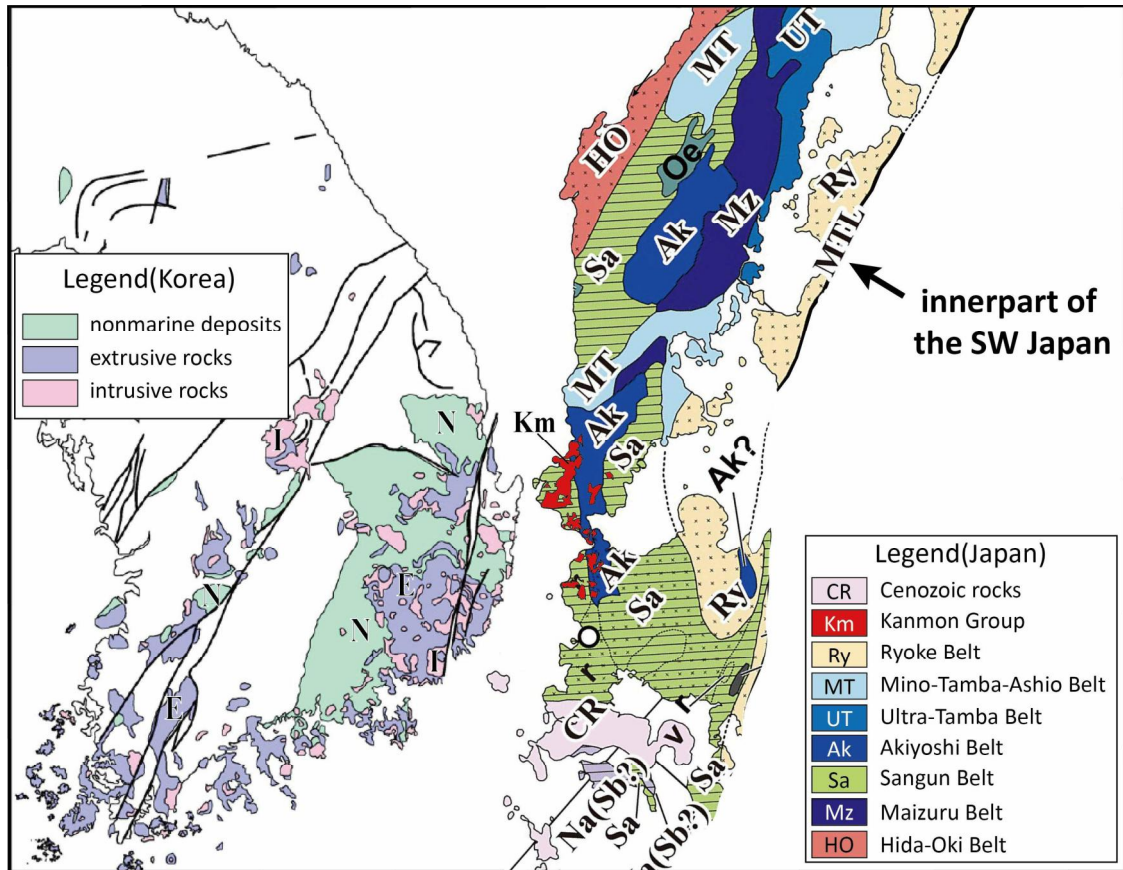 MT
UT
HO
Oe
Ry
Mz
Ak
MTL
Sa
innerpart of
the SW Japan
Legend(Korea)
nonmarine deposits
extrusive rocks
intrusive rocks
MT
N
I
Km
Ak
Sa
Ak?
N
E
N
Ak
Sa
Ry
I
E
O
r
CR
r
v
Sa
Na(Sb?)
Sa
a(Sb?)
Legend(Japan)
CR Cenozoic rocks
Km Kanmon Group
Ry Ryoke Belt
MT Mino-Tamba-Ashio Belt
UT Ultra-Tamba Belt
Ak Akiyoshi Belt
Sa Sangun Belt
Mz Maizuru Belt
HO Hida-Oki Belt